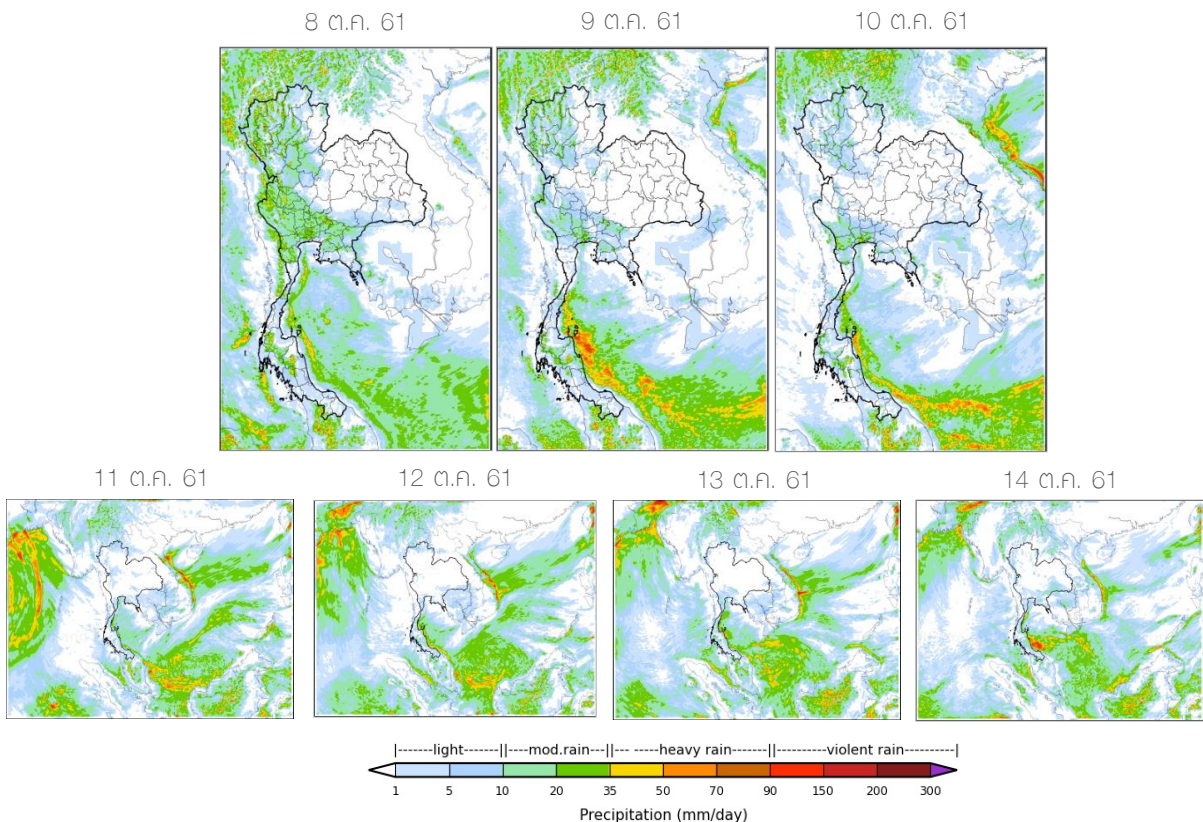 8 ต.ค. 61
9 ต.ค. 61
10 ต.ค. 61
11 ต.ค. 61
12 ต.ค. 61
13 ต.ค. 61
14 ต.ค. 61
|-------light-------||----mod.rain---||--- -----heavy rain-------||---------violent rain----------|
1 5 10 20 35 50 70 90 150 200 300
Precipitation (mm/day)